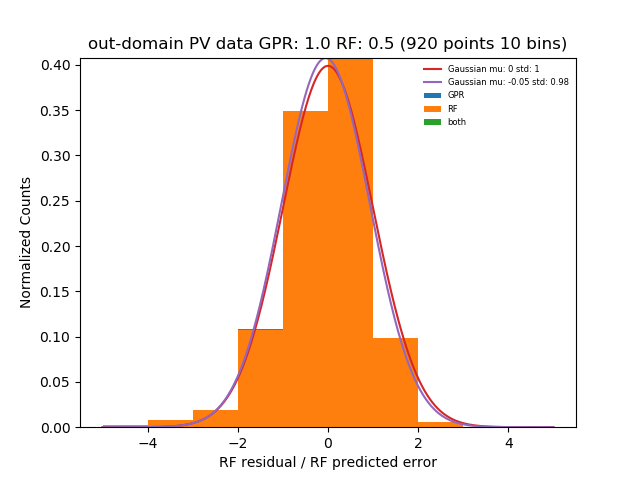 out-domain PV data GPR: 1.0 RF: 0.5 (920 points 10 bins)
Gaussian mu: 0 std: 1
Gaussian mu: -0.05 std: 0.98
GPR
RF
both
0.40
0.35
0.30
0.25
0.20
0.15
0.10
0.05
0.00
Normalized Counts
−4
−2
0
2
4
RF residual / RF predicted error